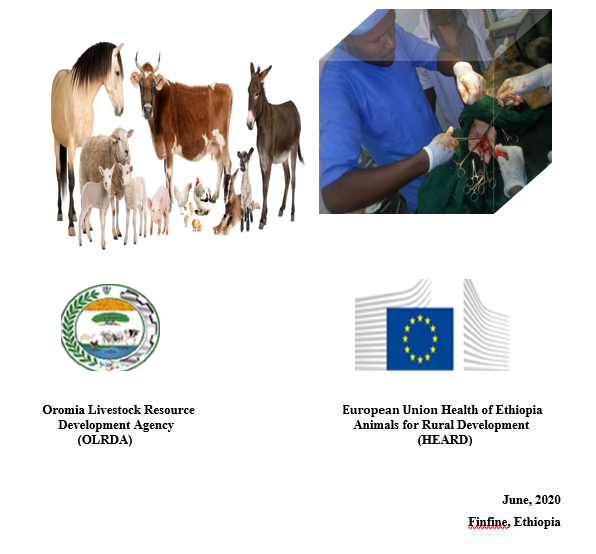 Oromia Livestock Resource
Development Agency
(OLRDA)
European Union Health of Ethiopia
Animals for Rural Development
(HEARD)
June, 2020
Finfine, Ethiopia